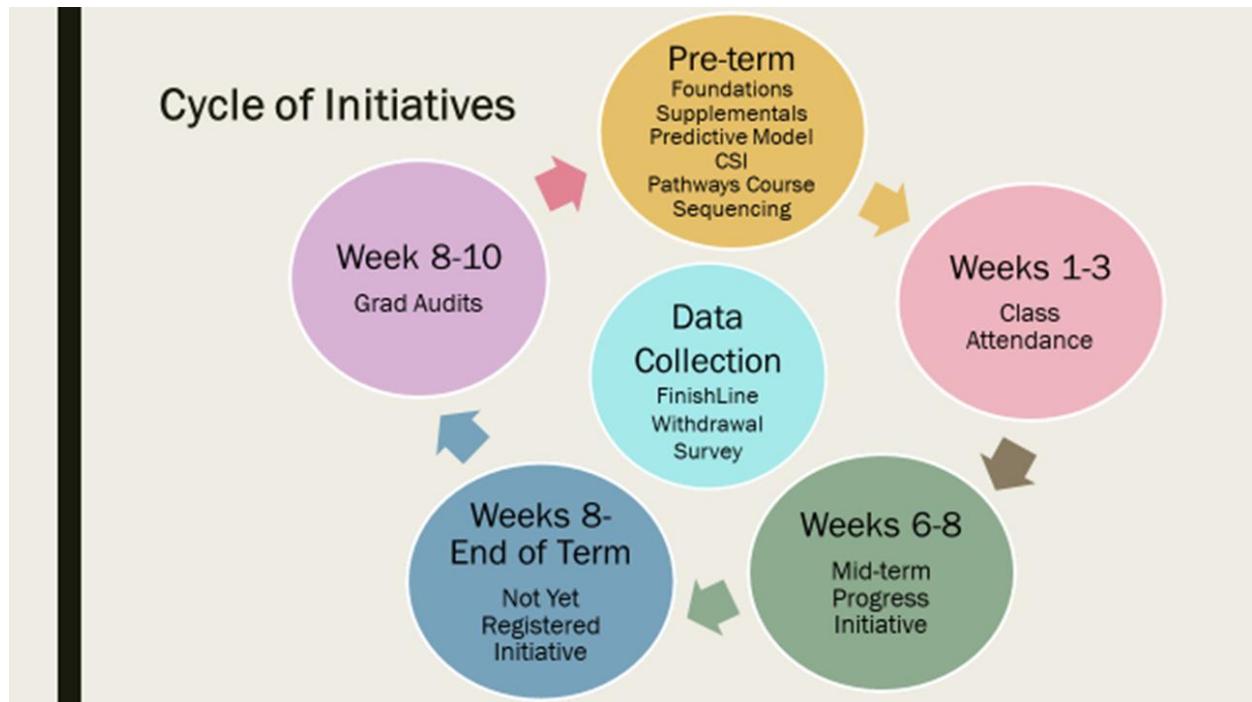 Cycle of Initiatives
Pre-term
Foundations
Supplementals
Predictive Model
CSI
Pathways Course
Sequencing
Weeks 1-3
Class
Attendance
Weeks 6-8
Mid-term
Progress
Initiative
Weeks 8-
End of Term
Not Yet
Registered
Initiative
Week 8-10
Grad Audits
Data
Collection
FinishLine
Withdrawal
Survey